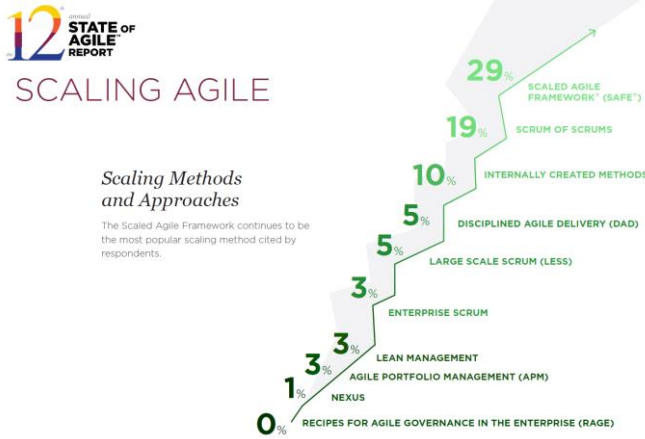 the 12th annual
STATE OF
AGILE™
REPORT
SCALING AGILE
Scaling Methods
and Approaches
The Scaled Agile Framework continues to be
the most popular scaling method cited by
respondents.
29%
SCALED AGILE
FRAMEWORK® (SAFE®)
19%
SCRUM OF SCRUMS
10%
INTERNALLY CREATED METHODS
5%
DISCIPLINED AGILE DELIVERY (DAD)
5%
LARGE SCALE SCRUM (LESS)
3%
ENTERPRISE SCRUM
3%
LEAN MANAGEMENT
3%
AGILE PORTFOLIO MANAGEMENT (APM)
1%
NEXUS
0%
RECIPES FOR AGILE GOVERNANCE IN THE ENTERPRISE (RAGE)